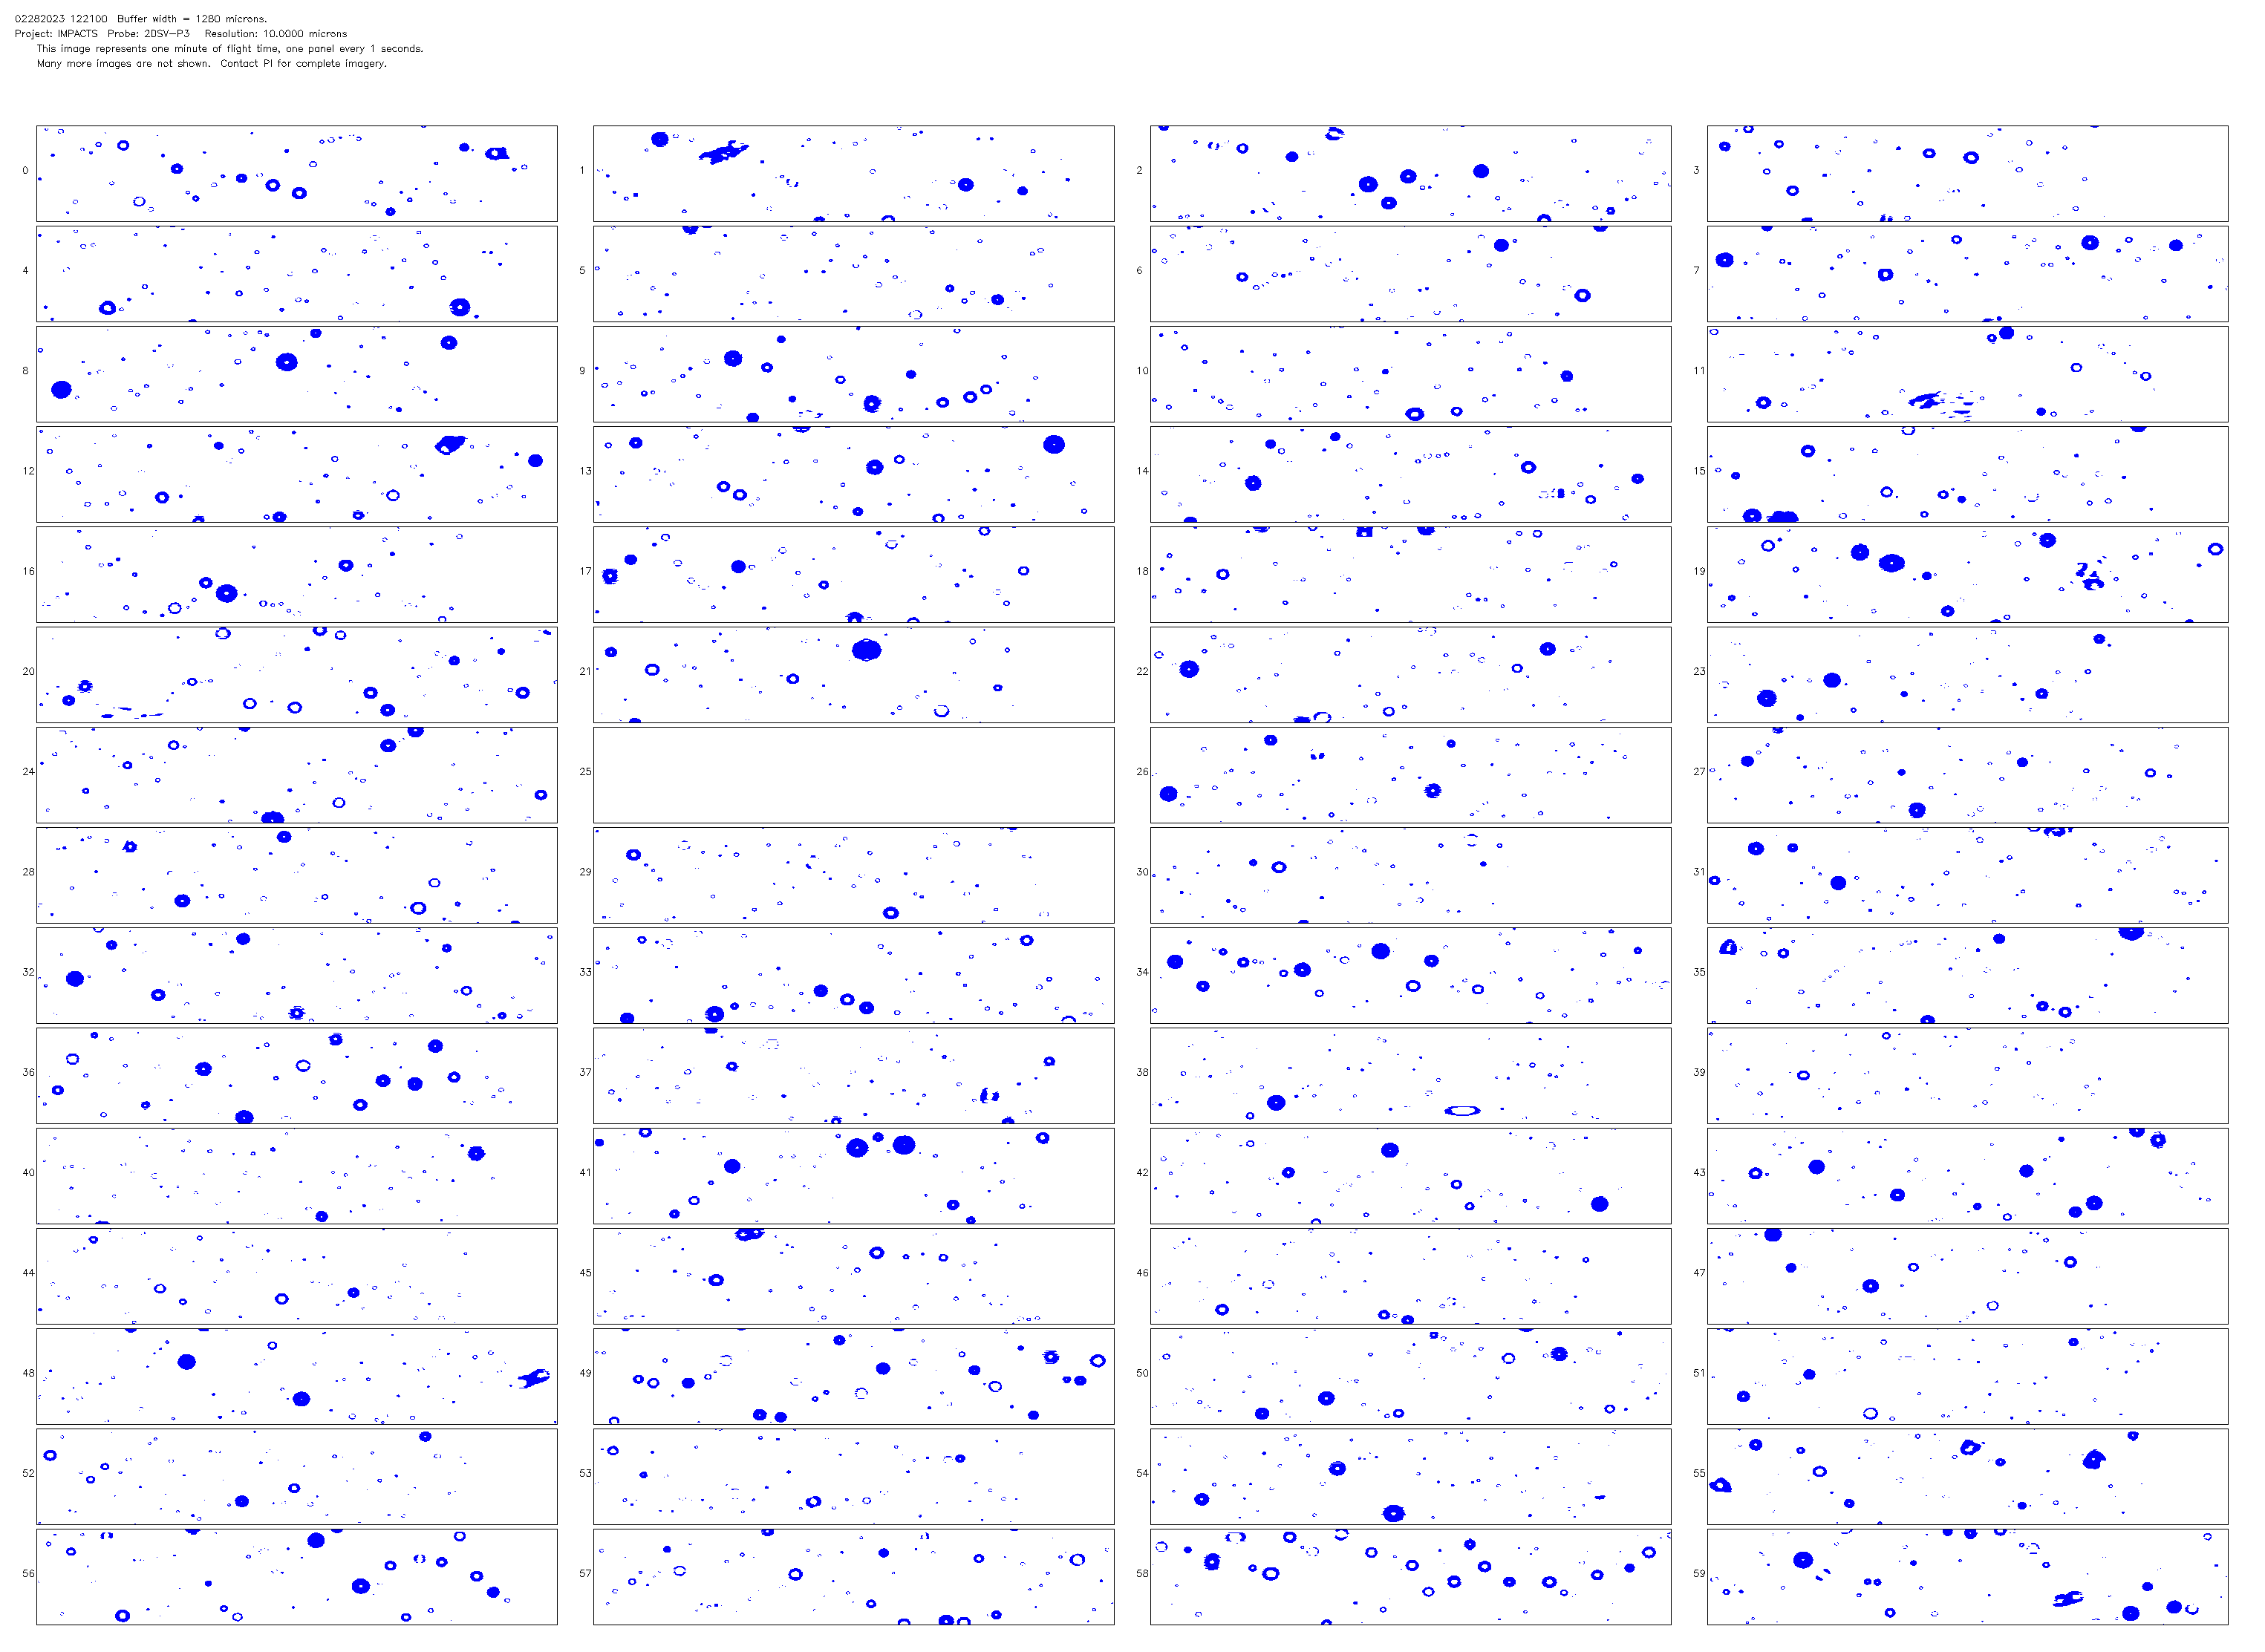 02282023 122100 Buffer width = 1280 microns.
Project: IMPACTS Probe: 2DSV-P3 Resolution: 10.0000 microns
This image represents one minute of flight time, one panel every 1 seconds.
Many more images are not shown. Contact PI for complete imagery.
0 1 2 3
4 5 6 7
8 9 10 11
12 13 14 15
16 17 18 19
20 21 22 23
24 25 26 27
28 29 30 31
32 33 34 35
36 37 38 39
40 41 42 43
44 45 46 47
48 49 50 51
52 53 54 55
56 57 58 59